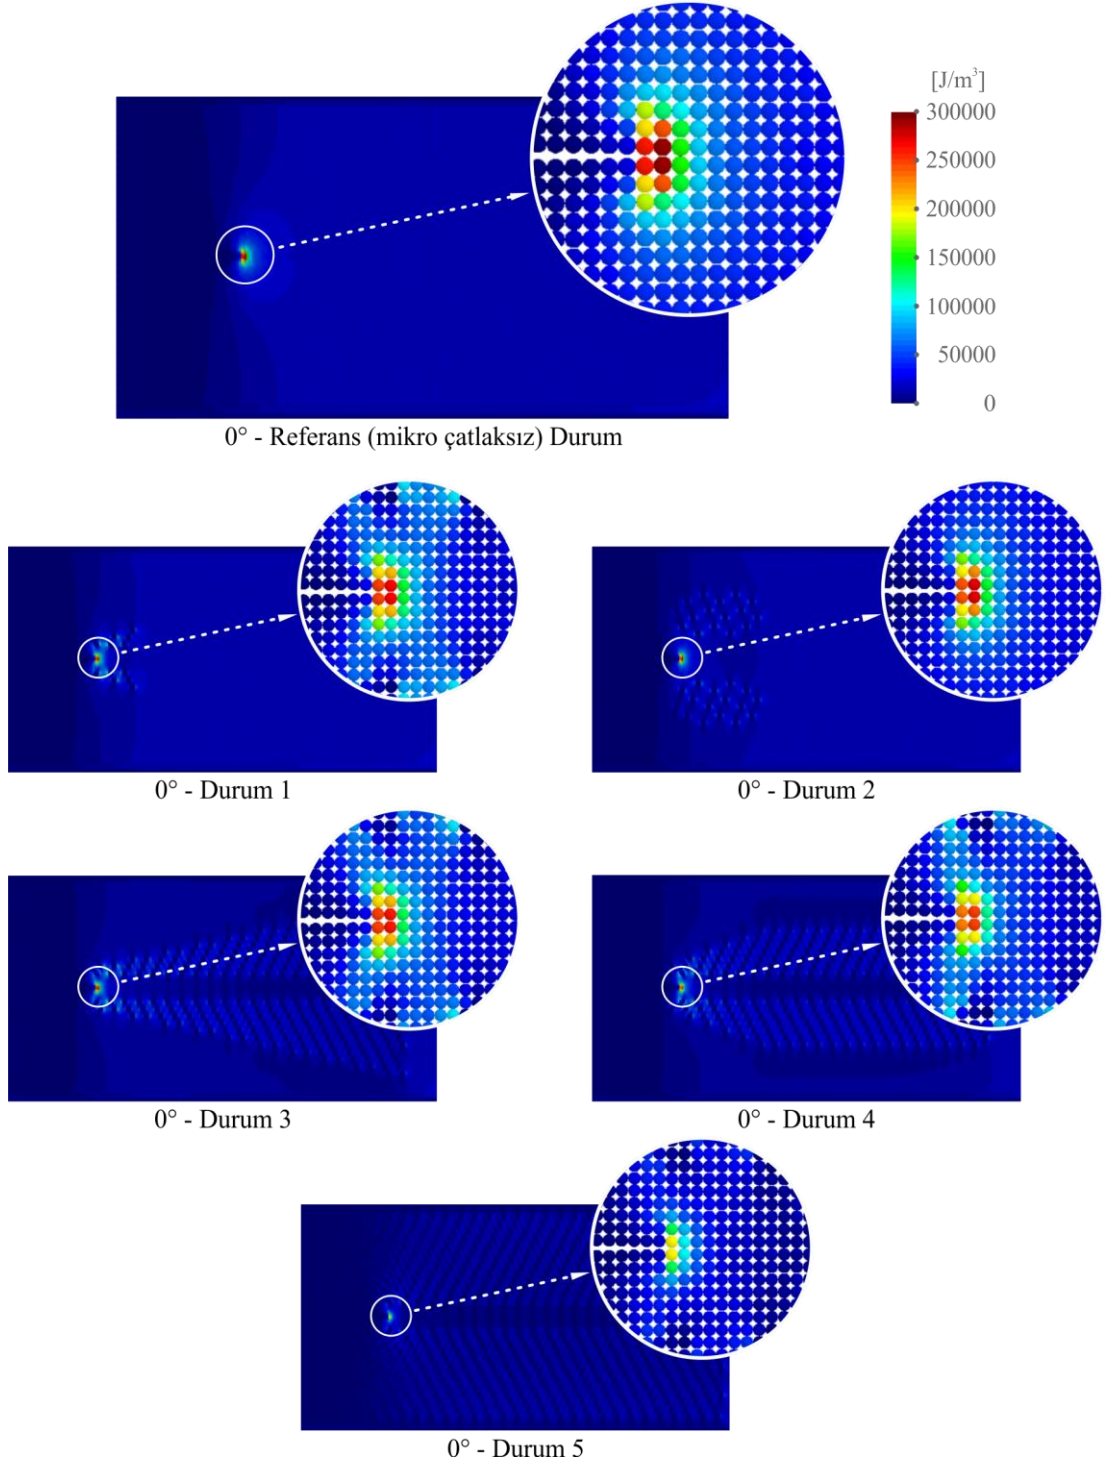 [J/m³]
300000
250000
200000
150000
100000
50000
0
0° - Referans (mikro çatlaksız) Durum
0° - Durum 1
0° - Durum 2
0° - Durum 3
0° - Durum 4
0° - Durum 5